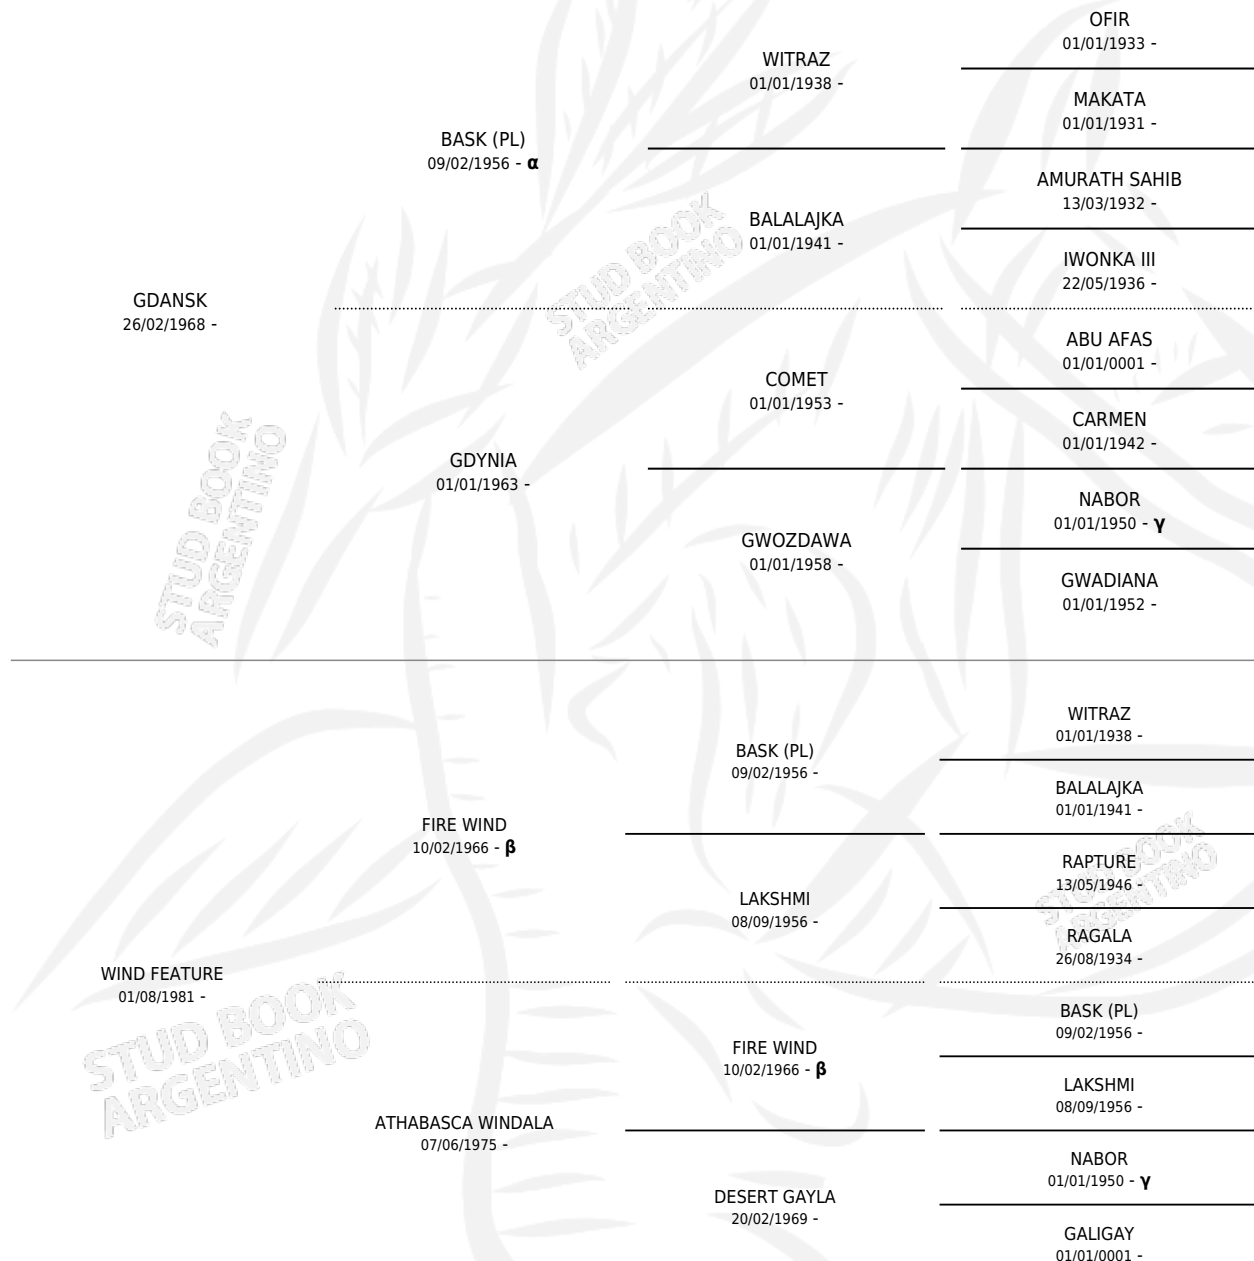 OFIR
01/01/1933 -
WITRAZ
01/01/1938 -
MAKATA
01/01/1931 -
BASK (PL)
09/02/1956 - α
AMURATH SAHIB
13/03/1932 -
BALALAJKA
01/01/1941 -
IWONKA III
22/05/1936 -
GDANSK
26/02/1968 -
ABU AFAS
01/01/0001 -
COMET
01/01/1953 -
CARMEN
01/01/1942 -
GDYNIA
01/01/1963 -
NABOR
01/01/1950 - γ
GWOZDAWA
01/01/1958 -
GWADIANA
01/01/1952 -
WITRAZ
01/01/1938 -
BASK (PL)
09/02/1956 -
BALALAJKA
01/01/1941 -
FIRE WIND
10/02/1966 - β
RAPTURE
13/05/1946 -
LAKSHMI
08/09/1956 -
RAGALA
26/08/1934 -
WIND FEATURE
01/08/1981 -
BASK (PL)
09/02/1956 -
FIRE WIND
10/02/1966 - β
LAKSHMI
08/09/1956 -
ATHABASCA WINDALA
07/06/1975 -
NABOR
01/01/1950 - γ
DESERT GAYLA
20/02/1969 -
GALIGAY
01/01/0001 -
STUD BOOK
ARGENTINO
STUD BOOK
ARGENTINO
STUD BOOK
ARGENTINO
STUD BOOK
ARGENTINO